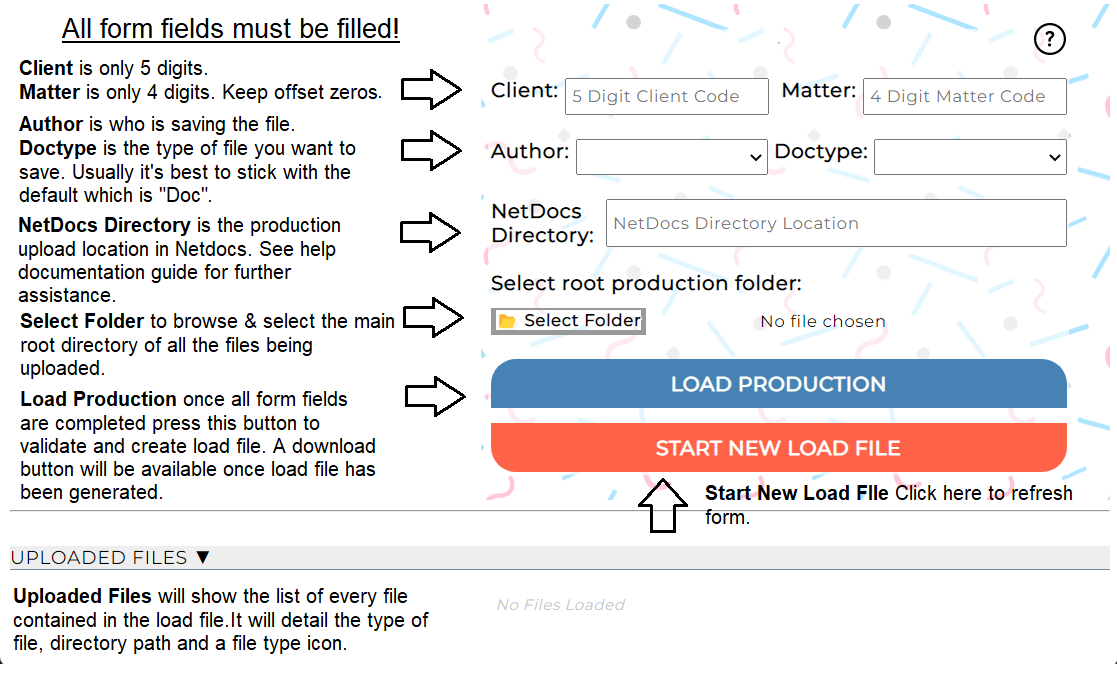 All form fields must be filled!
Client is only 5 digits.
Matter is only 4 digits. Keep offset zeros.
Author is who is saving the file.
Doctype is the type of file you want to
save. Usually it's best to stick with the
default which is "Doc".
NetDocs Directory is the production
upload location in Netdocs. See help
documentation guide for further
assistance.
Select Folder to browse & select the main
root directory of all the files being
uploaded.
Load Production once all form fields
are completed press this button to
validate and create load file. A download
button will be available once load file has
been generated.
?
Client: 5 Digit Client Code Matter: 4 Digit Matter Code
Author: Doctype:
NetDocs
Directory: NetDocs Directory Location
Select root production folder:
Select Folder No file chosen
LOAD PRODUCTION
START NEW LOAD FILE
Start New Load FIle Click here to refresh
form.
UPLOADED FILES ▼
Uploaded Files will show the list of every file
contained in the load file.It will detail the type of
file, directory path and a file type icon.
No Files Loaded